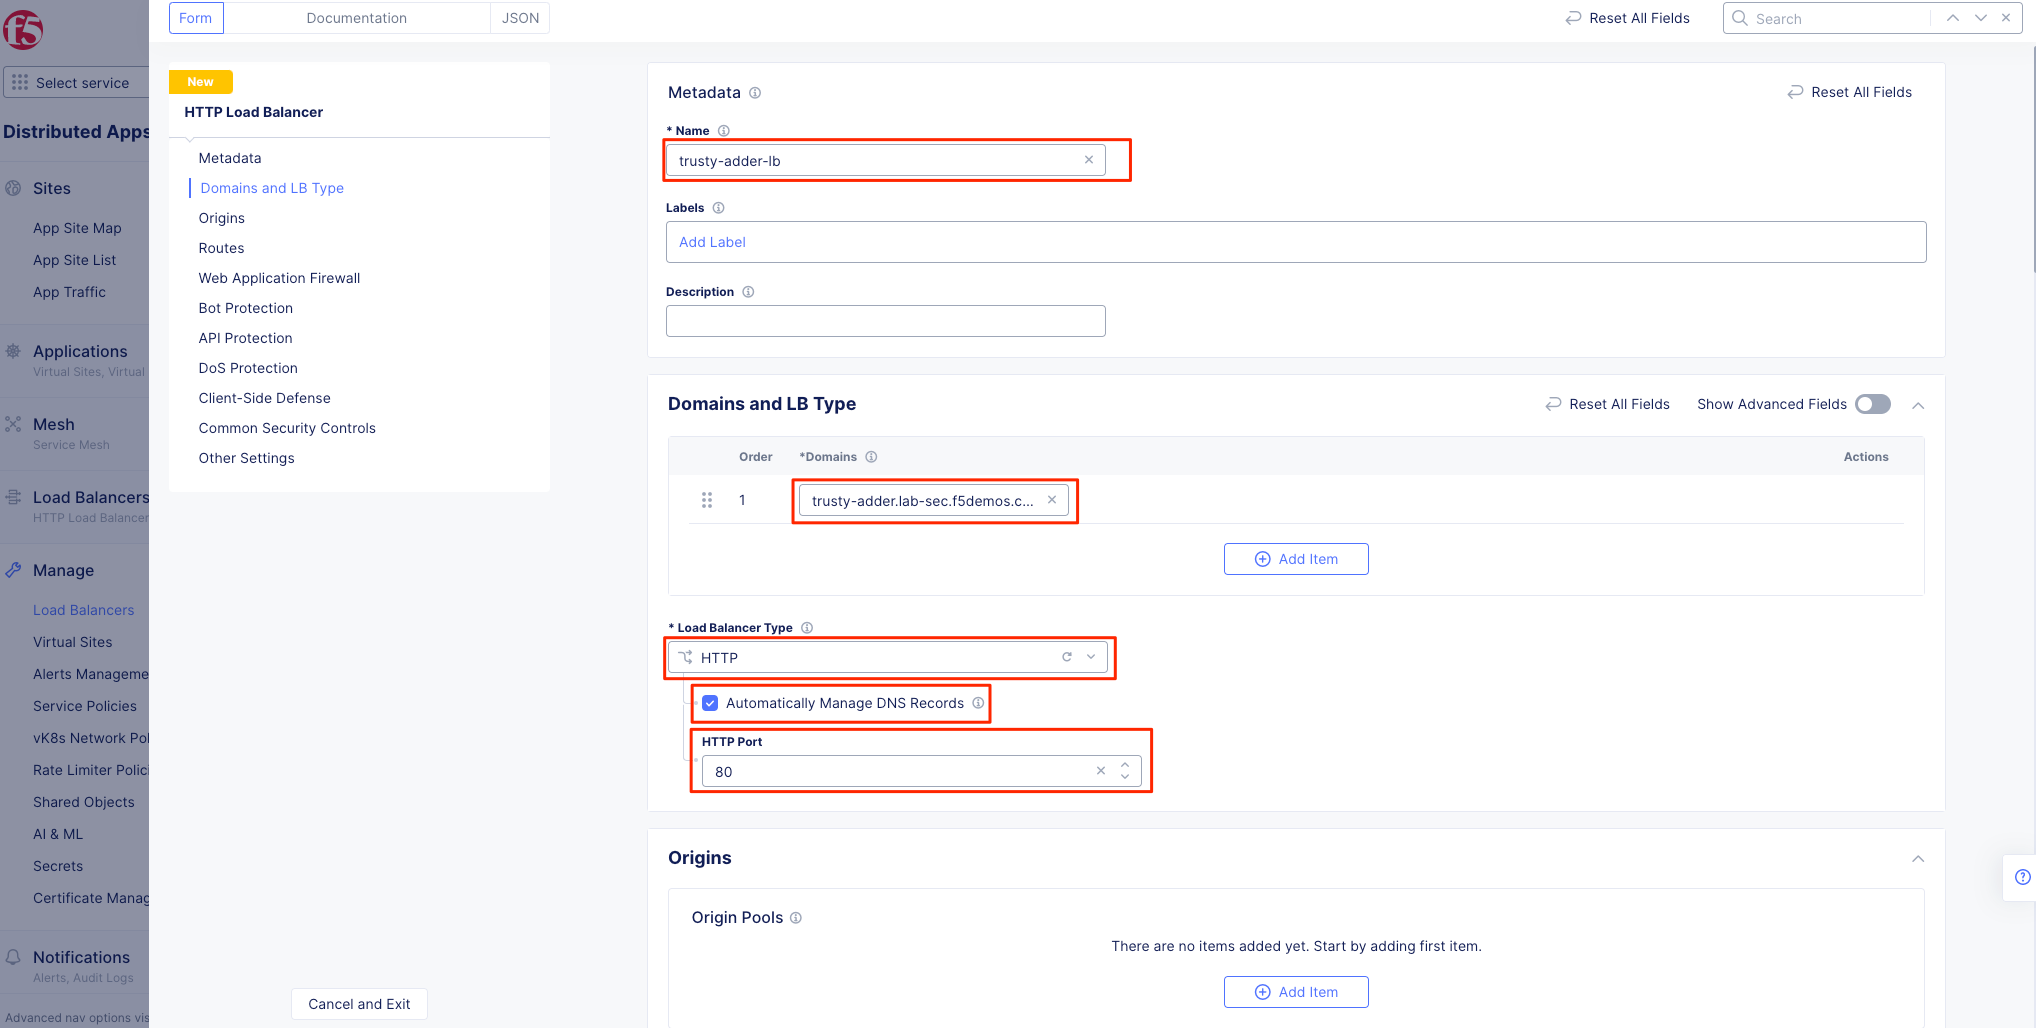 Form
Documentation
JSON
Reset All Fields
Search
f5
Select service
Distributed Apps
Sites
App Site Map
App Site List
App Traffic
Applications
Virtual Sites, Virtual
Mesh
Service Mesh
Load Balancers
HTTP Load Balancer
Manage
Load Balancers
Virtual Sites
Alerts Manageme
Service Policies
vK8s Network Pol
Rate Limiter Polici
Shared Objects
AI & ML
Secrets
Certificate Manag
Notifications
Alerts, Audit Logs
Advanced nav options vis
New
HTTP Load Balancer
Metadata
Domains and LB Type
Origins
Routes
Web Application Firewall
Bot Protection
API Protection
DoS Protection
Client-Side Defense
Common Security Controls
Other Settings
Cancel and Exit
Metadata
Reset All Fields
* Name
trusty-adder-lb
Labels
Add Label
Description
Domains and LB Type
Reset All Fields
Show Advanced Fields
Order
*Domains
Actions
1
trusty-adder.lab-sec.f5demos.c...
Add Item
* Load Balancer Type
HTTP
Automatically Manage DNS Records
HTTP Port
80
Origins
Origin Pools
There are no items added yet. Start by adding first item.
Add Item